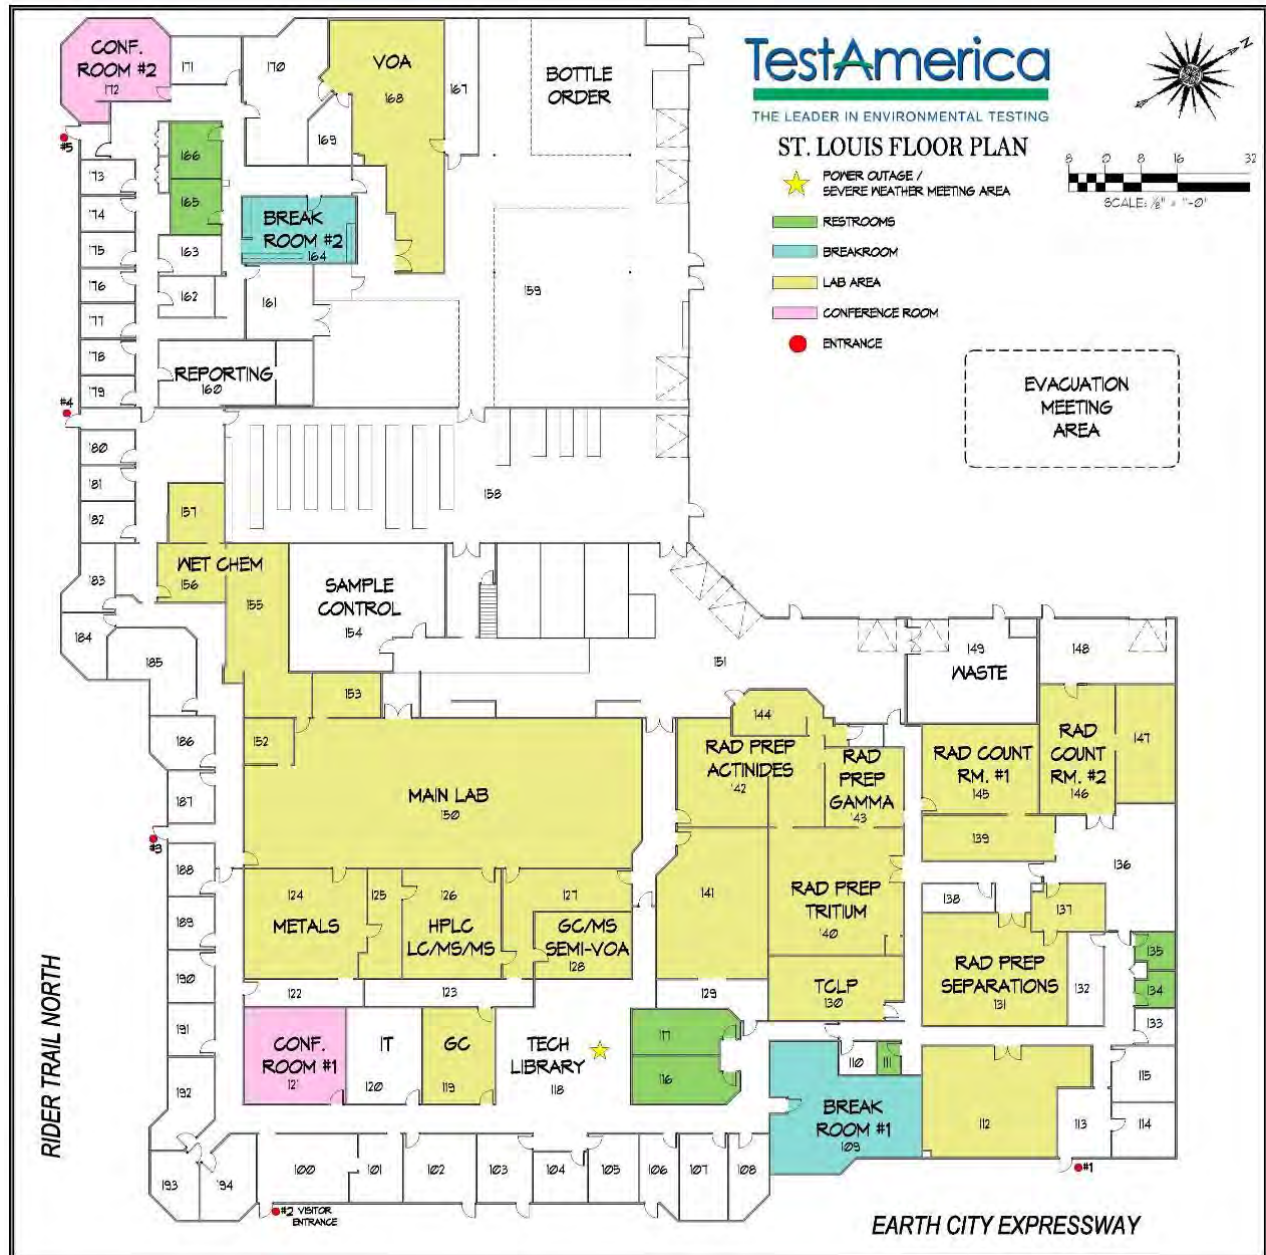 TestAmerica
THE LEADER IN ENVIRONMENTAL TESTING
ST. LOUIS FLOOR PLAN
POWER OUTAGE /
SEVERE WEATHER MEETING AREA
RESTROOMS
BREAKROOM
LAB AREA
CONFERENCE ROOM
ENTRANCE
N
8 0 8 16 32
SCALE: ⅛" = 1'-0"
EVACUATION
MEETING
AREA
CONF.
ROOM #2
172
171
170
VOA
168
167
169
BOTTLE
ORDER
#5
166
165
173
174
175
176
177
178
179
163
162
161
BREAK
ROOM #2
164
159
REPORTING
160
#4
180
181
182
183
184
185
186
187
158
157
WET CHEM
156
155
SAMPLE
CONTROL
154
153
152
151
149
WASTE
148
147
144
RAD PREP
ACTINIDES
142
RAD
PREP
GAMMA
143
RAD COUNT
RM. #1
145
RAD
COUNT
RM. #2
146
MAIN LAB
150
#3
188
189
190
191
192
193
194
139
136
138
137
124
METALS
125
126
HPLC
LC/MS/MS
127
GC/MS
SEMI-VOA
128
141
RAD PREP
TRITIUM
140
RAD PREP
SEPARATIONS
131
132
135
134
133
122
123
129
TCLP
130
CONF.
ROOM #1
121
IT
120
GC
119
TECH
LIBRARY
118
117
116
110
111
BREAK
ROOM #1
109
112
113
115
114
100
101
102
103
104
105
106
107
108
#1
#2 VISITOR
ENTRANCE
RIDER TRAIL NORTH
EARTH CITY EXPRESSWAY